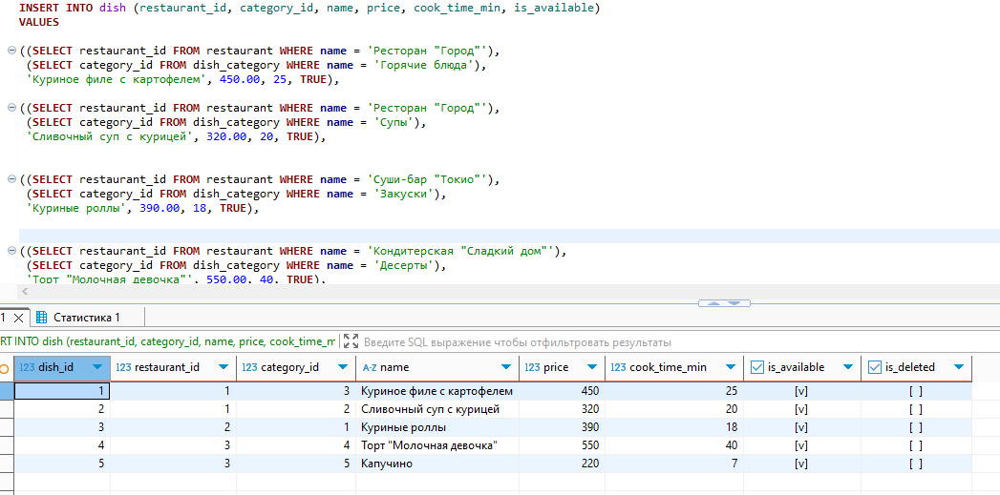 INSERT INTO dish (restaurant_id, category_id, name, price, cook_time_min, is_available)
VALUES
((SELECT restaurant_id FROM restaurant WHERE name = 'Ресторан "Город"'),
(SELECT category_id FROM dish_category WHERE name = 'Горячие блюда'),
'Куриное филе с картофелем', 450.00, 25, TRUE),
((SELECT restaurant_id FROM restaurant WHERE name = 'Ресторан "Город"'),
(SELECT category_id FROM dish_category WHERE name = 'Супы'),
'Сливочный суп с курицей', 320.00, 20, TRUE),
((SELECT restaurant_id FROM restaurant WHERE name = 'Суши-бар "Токио"'),
(SELECT category_id FROM dish_category WHERE name = 'Закуски'),
'Куриные роллы', 390.00, 18, TRUE),
((SELECT restaurant_id FROM restaurant WHERE name = 'Кондитерская "Сладкий дом"'),
(SELECT category_id FROM dish_category WHERE name = 'Десерты'),
'Торт "Молочная девочка"', 550.00, 40, TRUE),
1 Статистика 1
RT INTO dish (restaurant_id, category_id, name, price, cook_time_m Введите SQL выражение чтобы отфильтровать результаты
123 dish_id 123 restaurant_id 123 category_id A-Z name 123 price 123 cook_time_min is_available is_deleted
1 1 3 Куриное филе с картофелем 450 25 [v] [ ]
2 1 2 Сливочный суп с курицей 320 20 [v] [ ]
3 2 1 Куриные роллы 390 18 [v] [ ]
4 3 4 Торт "Молочная девочка" 550 40 [v] [ ]
5 3 5 Капучино 220 7 [v] [ ]